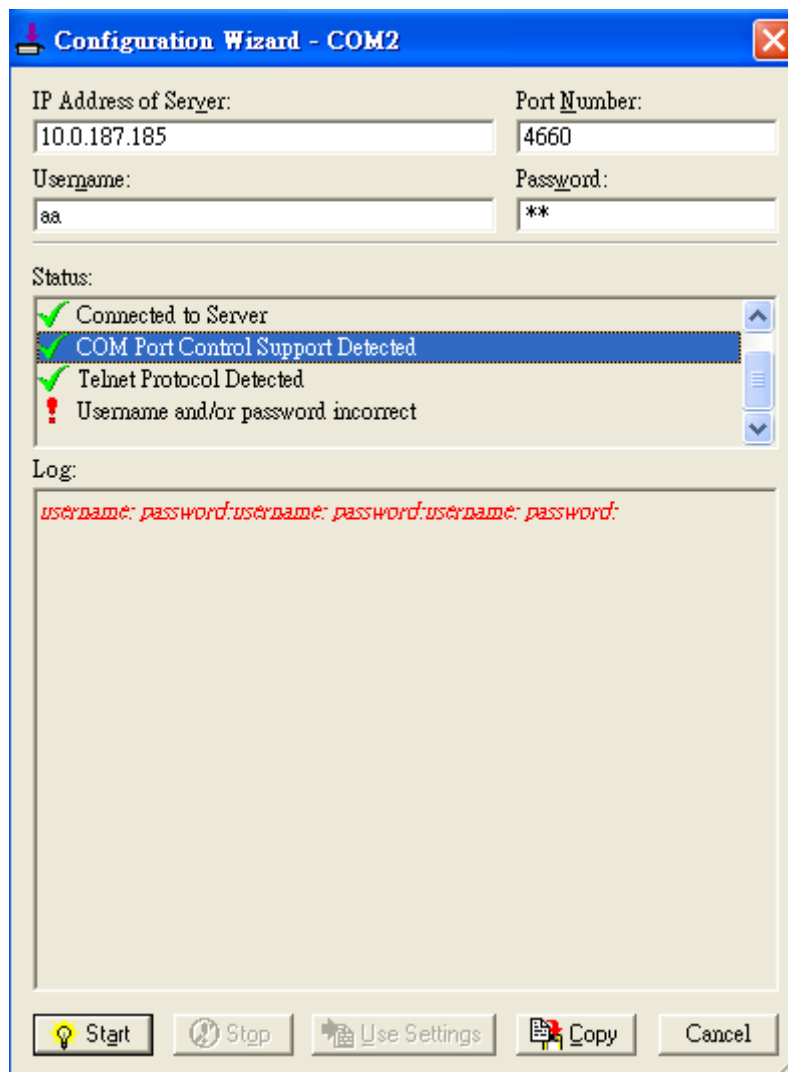 Configuration Wizard - COM2
IP Address of Server: Port Number:
10.0.187.185 4660
Username: Password:
aa **
Status:
Connected to Server
COM Port Control Support Detected
Telnet Protocol Detected
Username and/or password incorrect
Log:
username: password:username: password:username: password:
Start Stop Use Settings Copy Cancel